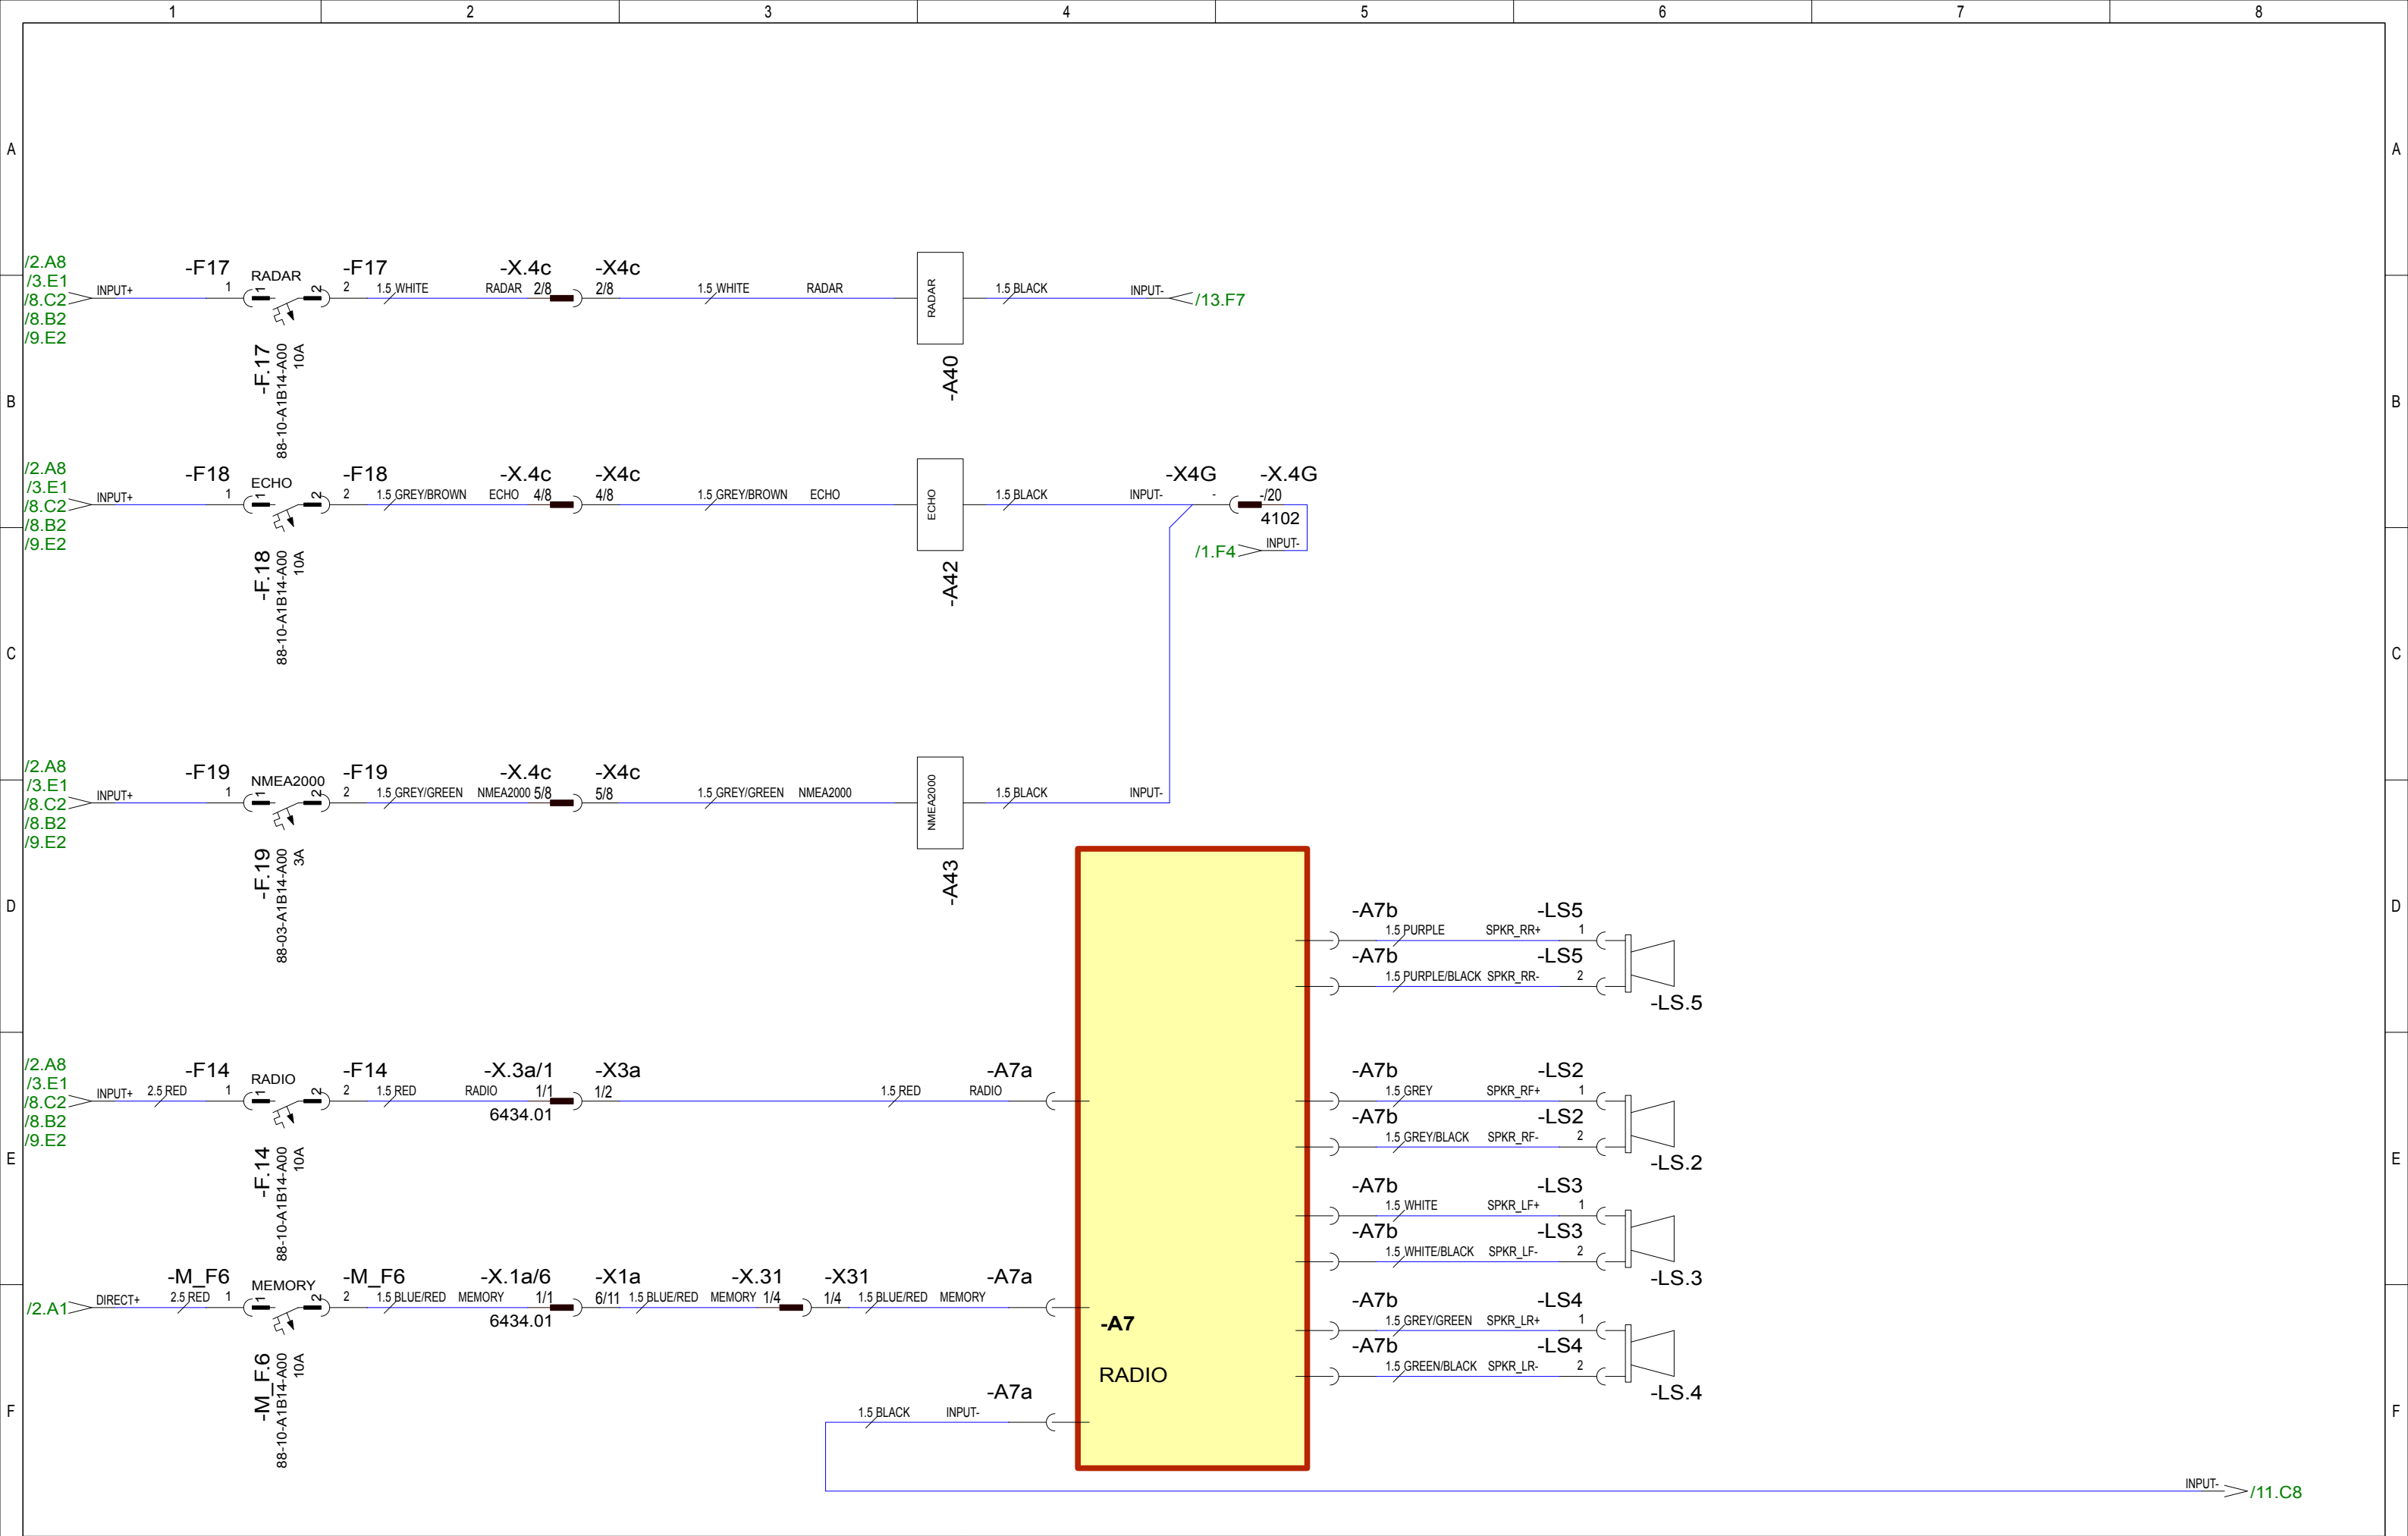 1 2 3 4 5 6 7 8
A A
/2.A8
/3.E1
/8.C2
/8.B2
/9.E2
INPUT+
-F17 RADAR -F17 -X.4c -X4c
1 1 2 2 1.5 WHITE RADAR 2/8 2/8 1.5 WHITE RADAR
RADAR
1.5 BLACK INPUT- /13.F7
-F.17
88-10-A1B14-A00
10A
-A40
B B
/2.A8
/3.E1
/8.C2
/8.B2
/9.E2
INPUT+
-F18 ECHO -F18 -X.4c -X4c -X4G -X.4G
1 1 2 2 1.5 GREY/BROWN ECHO 4/8 4/8 1.5 GREY/BROWN ECHO
ECHO
1.5 BLACK INPUT- - -/20
4102
/1.F4 INPUT-
-F.18
88-10-A1B14-A00
10A
-A42
C C
/2.A8
/3.E1
/8.C2
/8.B2
/9.E2
INPUT+
-F19 NMEA2000 -F19 -X.4c -X4c
1 1 2 2 1.5 GREY/GREEN NMEA2000 5/8 5/8 1.5 GREY/GREEN NMEA2000
NMEA2000
1.5 BLACK INPUT-
-F.19
88-03-A1B14-A00
3A
-A43
D D
-A7b -LS5
1.5 PURPLE SPKR_RR+ 1
-A7b -LS5
1.5 PURPLE/BLACK SPKR_RR- 2
-LS.5
/2.A8
/3.E1
/8.C2
/8.B2
/9.E2
INPUT+ 2.5 RED
-F14 RADIO -F14 -X.3a/1 -X3a -A7a
1 1 2 2 1.5 RED RADIO 1/1 1/2 1.5 RED RADIO
6434.01
-F.14
88-10-A1B14-A00
10A
-A7b -LS2
1.5 GREY SPKR_RF+ 1
-A7b -LS2
1.5 GREY/BLACK SPKR_RF- 2
-LS.2
E E
-A7b -LS3
1.5 WHITE SPKR_LF+ 1
-A7b -LS3
1.5 WHITE/BLACK SPKR_LF- 2
-LS.3
-M_F6 MEMORY -M_F6 -X.1a/6 -X1a -X.31 -X31 -A7a
/2.A1 DIRECT+ 2.5 RED 1 1 2 2 1.5 BLUE/RED MEMORY 1/1 6/11 1.5 BLUE/RED MEMORY 1/4 1/4 1.5 BLUE/RED MEMORY
6434.01
-M_F.6
88-10-A1B14-A00
10A
-A7
RADIO
-A7b -LS4
1.5 GREY/GREEN SPKR_LR+ 1
-A7b -LS4
1.5 GREEN/BLACK SPKR_LR- 2
-LS.4
-A7a
1.5 BLACK INPUT-
F F
INPUT- /11.C8